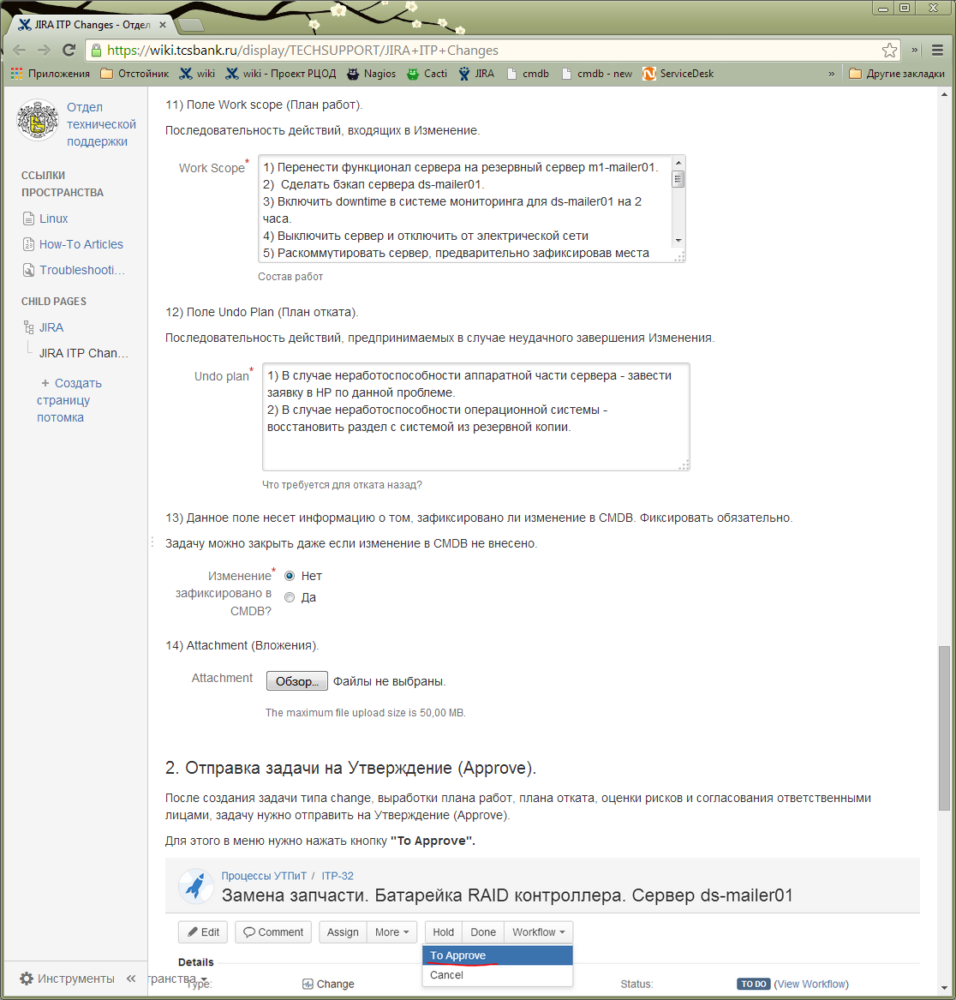 JIRA ITP Changes - Отдел
https://wiki.tcsbank.ru/display/TECHSUPPORT/JIRA+ITP+Changes
Приложения Отстойник wiki wiki - Проект РЦОД Nagios Cacti JIRA cmdb cmdb - new ServiceDesk » Другие закладки
Отдел
технической
поддержки
ССЫЛКИ
ПРОСТРАНСТВА
Linux
How-To Articles
Troubleshooti...
CHILD PAGES
JIRA
JIRA ITP Chan...
+ Создать
страницу
потомка
Инструменты «
транства
11) Поле Work scope (План работ).
Последовательность действий, входящих в Изменение.
Work Scope*
1) Перенести функционал сервера на резервный сервер m1-mailer01.
2) Сделать бэкап сервера ds-mailer01.
3) Включить downtime в системе мониторинга для ds-mailer01 на 2
часа.
4) Выключить сервер и отключить от электрической сети
5) Раскоммутировать сервер, предварительно зафиксировав места
Состав работ
12) Поле Undo Plan (План отката).
Последовательность действий, предпринимаемых в случае неудачного завершения Изменения.
Undo plan*
1) В случае неработоспособности аппаратной части сервера - завести
заявку в HP по данной проблеме.
2) В случае неработоспособности операционной системы -
восстановить раздел с системой из резервной копии.
Что требуется для отката назад?
13) Данное поле несет информацию о том, зафиксировано ли изменение в CMDB. Фиксировать обязательно.
Задачу можно закрыть даже если изменение в CMDB не внесено.
Изменение*
зафиксировано в
CMDB?
Нет
Да
14) Attachment (Вложения).
Attachment Обзор... Файлы не выбраны.
The maximum file upload size is 50,00 MB.
2. Отправка задачи на Утверждение (Approve).
После создания задачи типа change, выработки плана работ, плана отката, оценки рисков и согласования ответственными
лицами, задачу нужно отправить на Утверждение (Approve).
Для этого в меню нужно нажать кнопку "To Approve".
Процессы УТПиТ / ITP-32
Замена запчасти. Батарейка RAID контроллера. Сервер ds-mailer01
Edit Comment Assign More Hold Done Workflow
To Approve
Cancel
Details
Type: Change Status: TO DO (View Workflow)